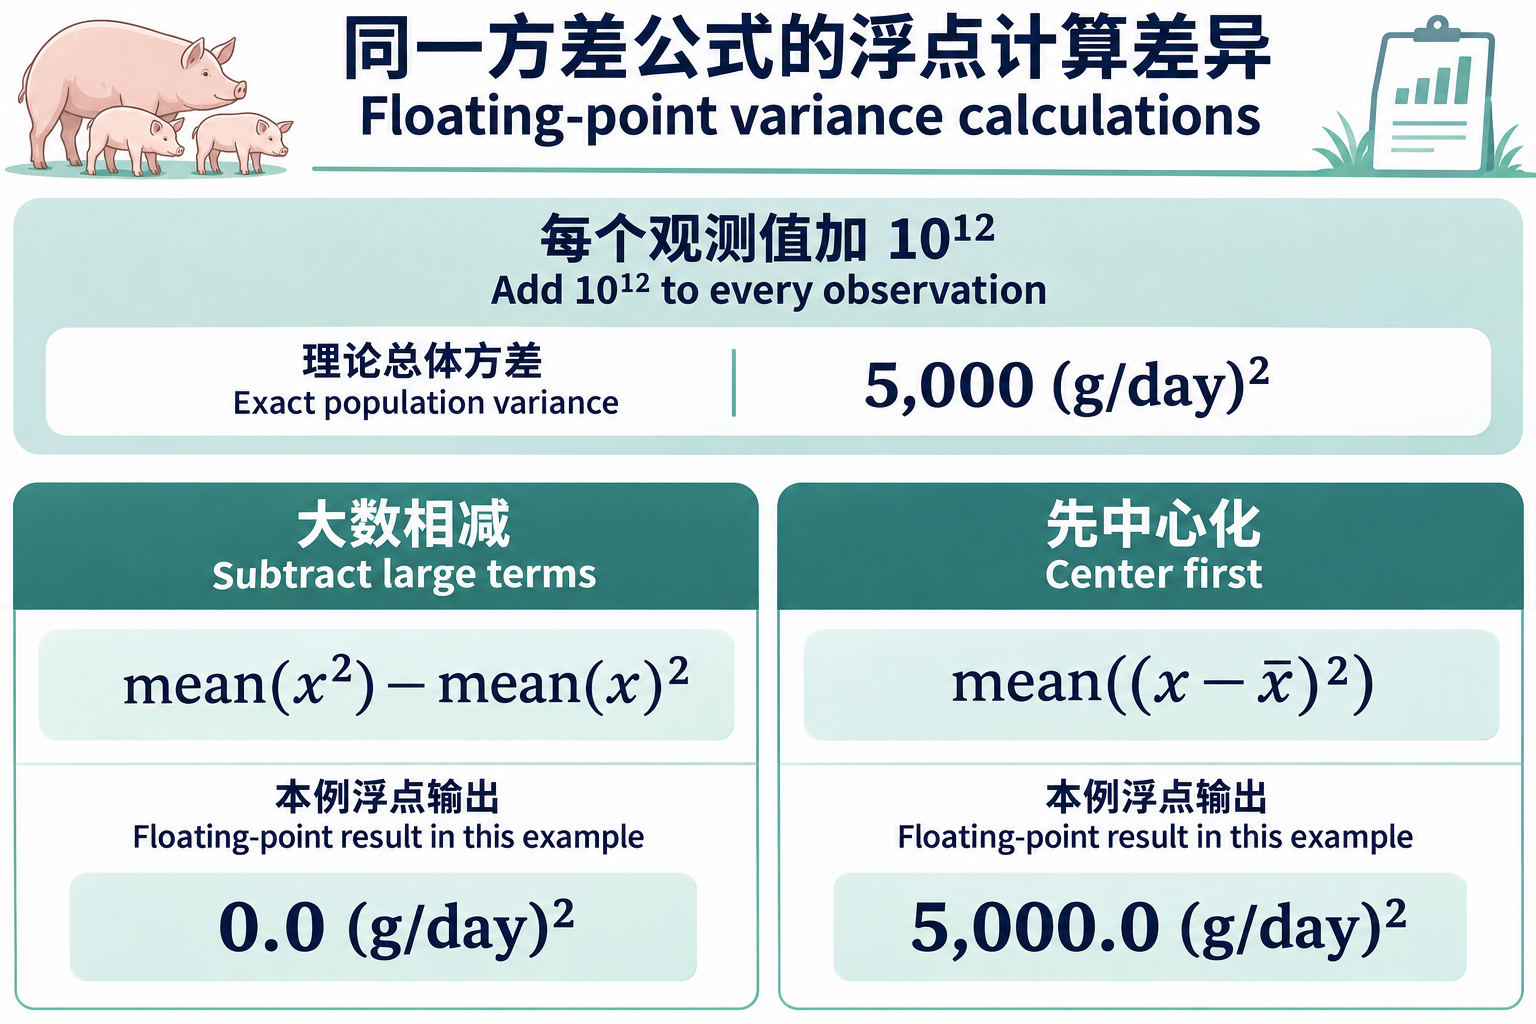 同一方差公式的浮点计算差异
Floating-point variance calculations
每个观测值加 10¹²
Add 10¹² to every observation
理论总体方差
Exact population variance
5,000 (g/day)²
大数相减
Subtract large terms
mean(x²) − mean(x)²
本例浮点输出
Floating-point result in this example
0.0 (g/day)²
先中心化
Center first
mean((x − x̄)²)
本例浮点输出
Floating-point result in this example
5,000.0 (g/day)²